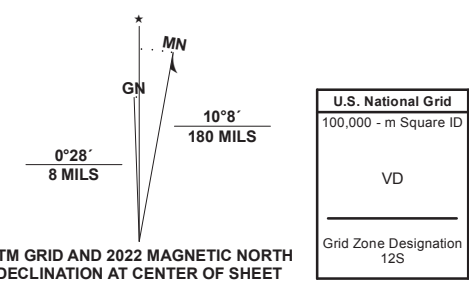 ★
MN
GN
10°8´
180 MILS
0°28´
8 MILS
TM GRID AND 2022 MAGNETIC NORTH
DECLINATION AT CENTER OF SHEET
U.S. National Grid
100,000 - m Square ID
VD
Grid Zone Designation
12S